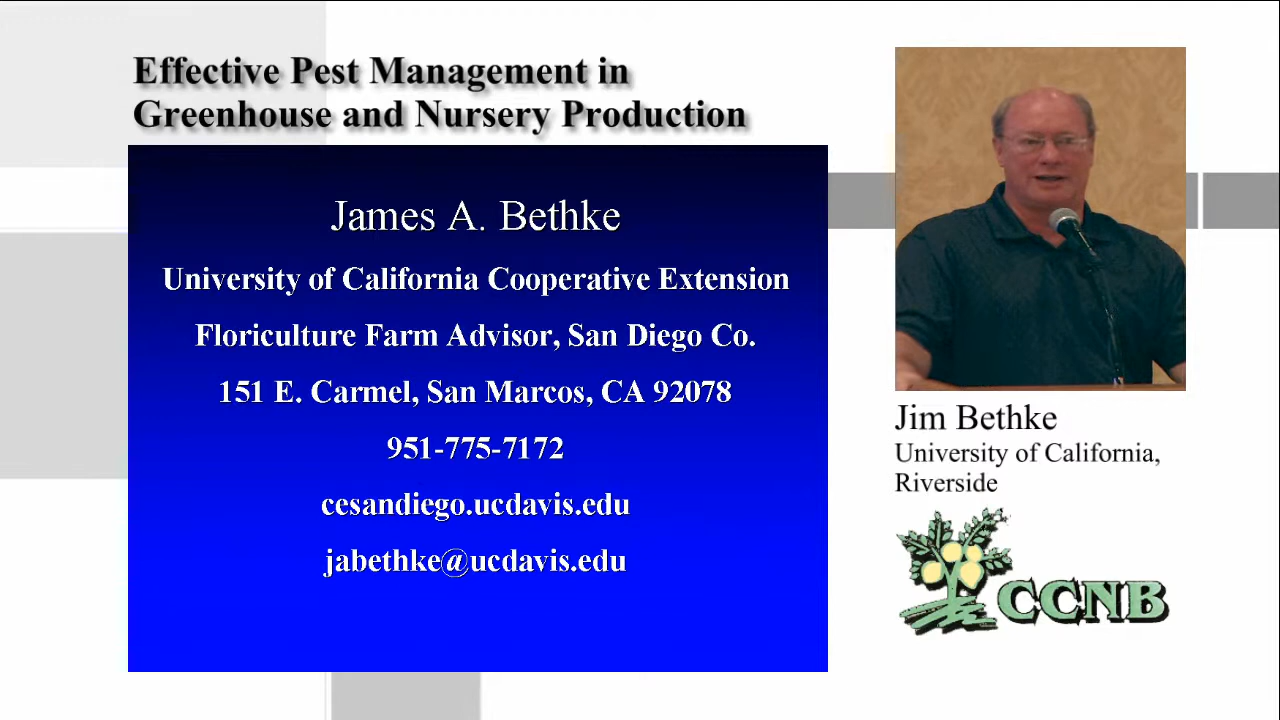 Effective Pest Management in
Greenhouse and Nursery Production
James A. Bethke
University of California Cooperative Extension
Floriculture Farm Advisor, San Diego Co.
151 E. Carmel, San Marcos, CA 92078
951-775-7172
cesandiego.ucdavis.edu
jabethke@ucdavis.edu
Jim Bethke
University of California,
Riverside
CCNB